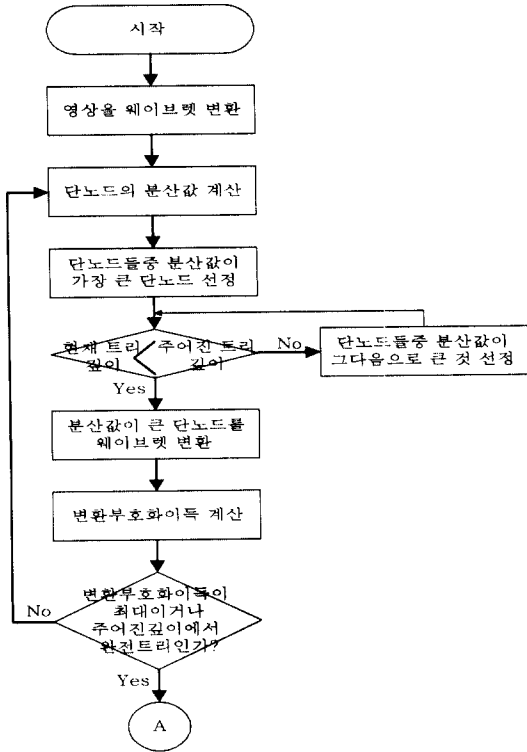 시작
영상을 웨이브렛 변환
단노드의 분산값 계산
단노드들중 분산값이
가장 큰 단노드 선정
현재 트리 < 주어진 트리
깊이 깊이
No
단노드들중 분산값이
그다음으로 큰 것 선정
Yes
분산값이 큰 단노드를
웨이브렛 변환
변환부호화이득 계산
변환부호화이득이
최대이거나
주어진깊이에서
완전트리인가?
No
Yes
A